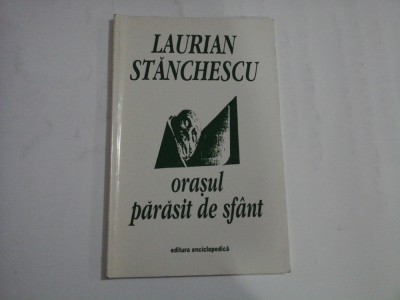 LAURIAN
STĂNCHESCU
orașul
părăsit de sfânt
editura enciclopedică